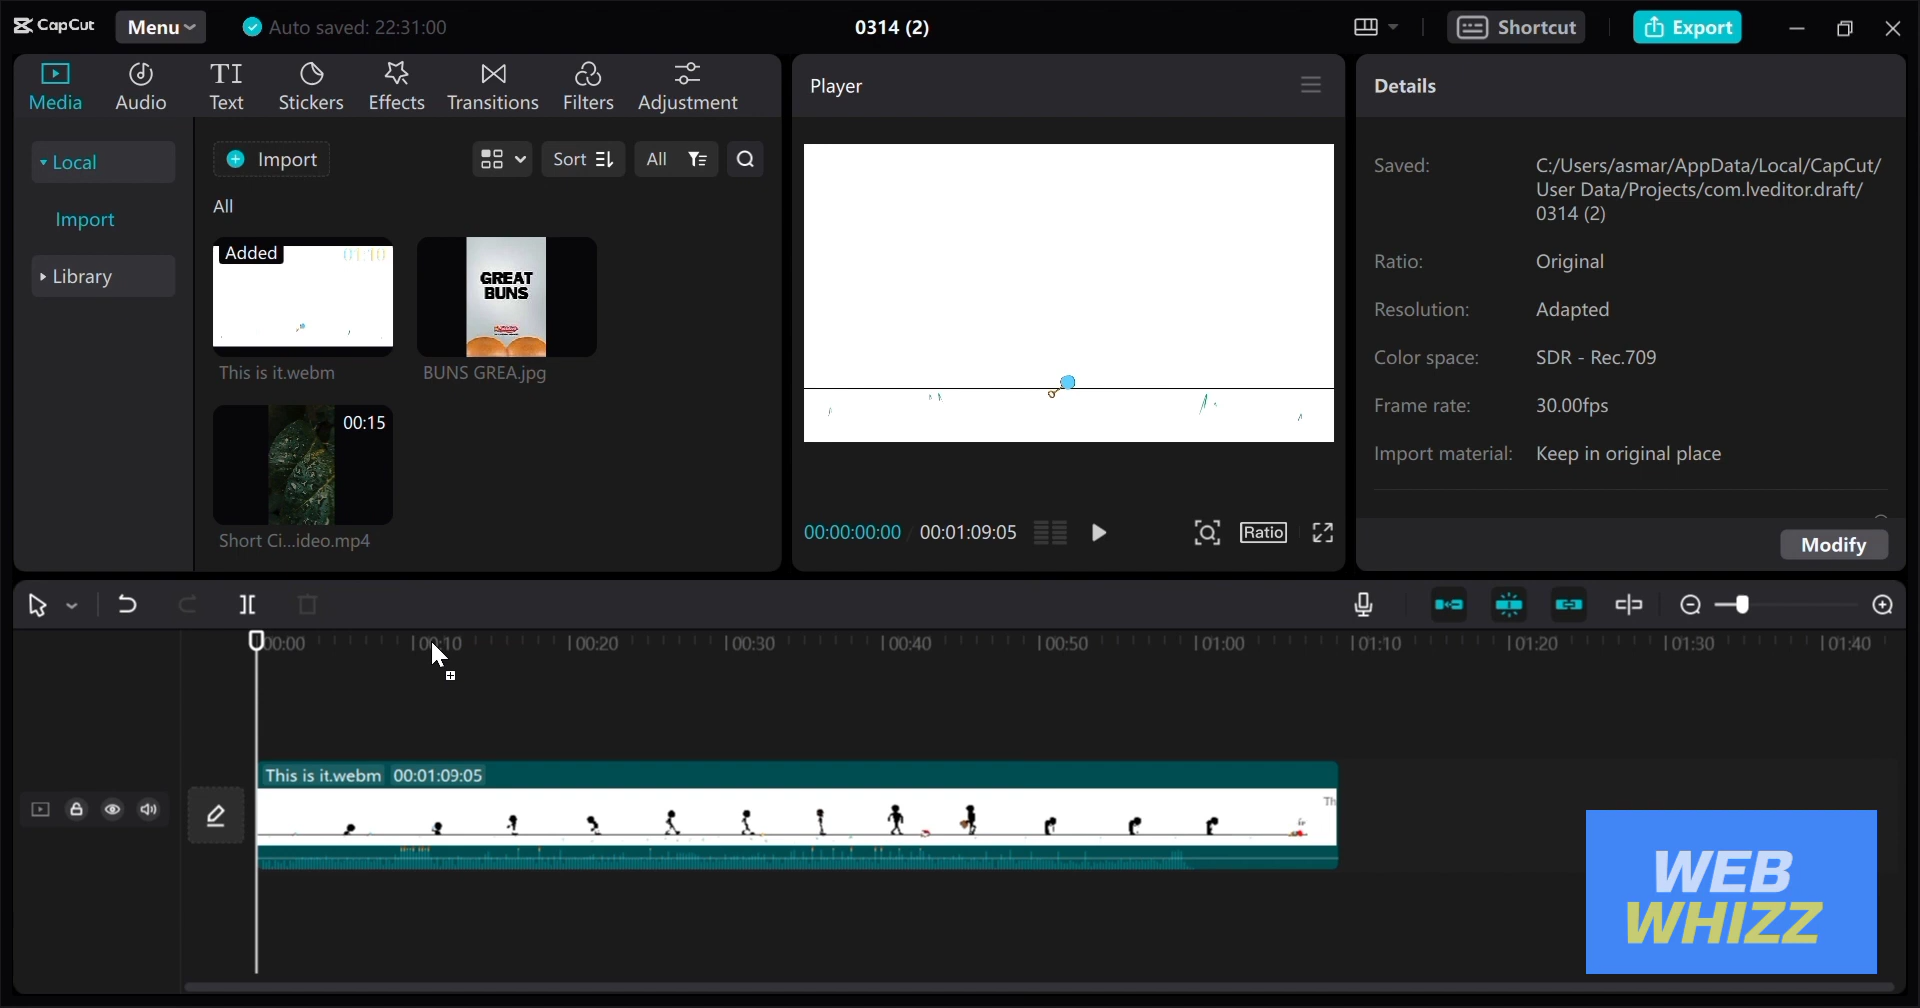 CapCut
Menu
Auto saved: 22:31:00
0314 (2)
Shortcut
Export
Media
Audio
TI
Text
Stickers
Effects
Transitions
Filters
Adjustment
Local
Import
Library
Import
Sort
All
All
Added
01:10
This is it.webm
GREAT
BUNS
BUNS GREA.jpg
00:15
Short Ci...ideo.mp4
Player
00:00:00:00
00:01:09:05
Ratio
Details
Saved:
C:/Users/asmar/AppData/Local/CapCut/
User Data/Projects/com.lveditor.draft/
0314 (2)
Ratio:
Original
Resolution:
Adapted
Color space:
SDR - Rec.709
Frame rate:
30.00fps
Import material:
Keep in original place
Modify
00:00
00:10
00:20
00:30
00:40
00:50
01:00
01:10
01:20
01:30
01:40
This is it.webm 00:01:09:05
Th
WEB
WHIZZ